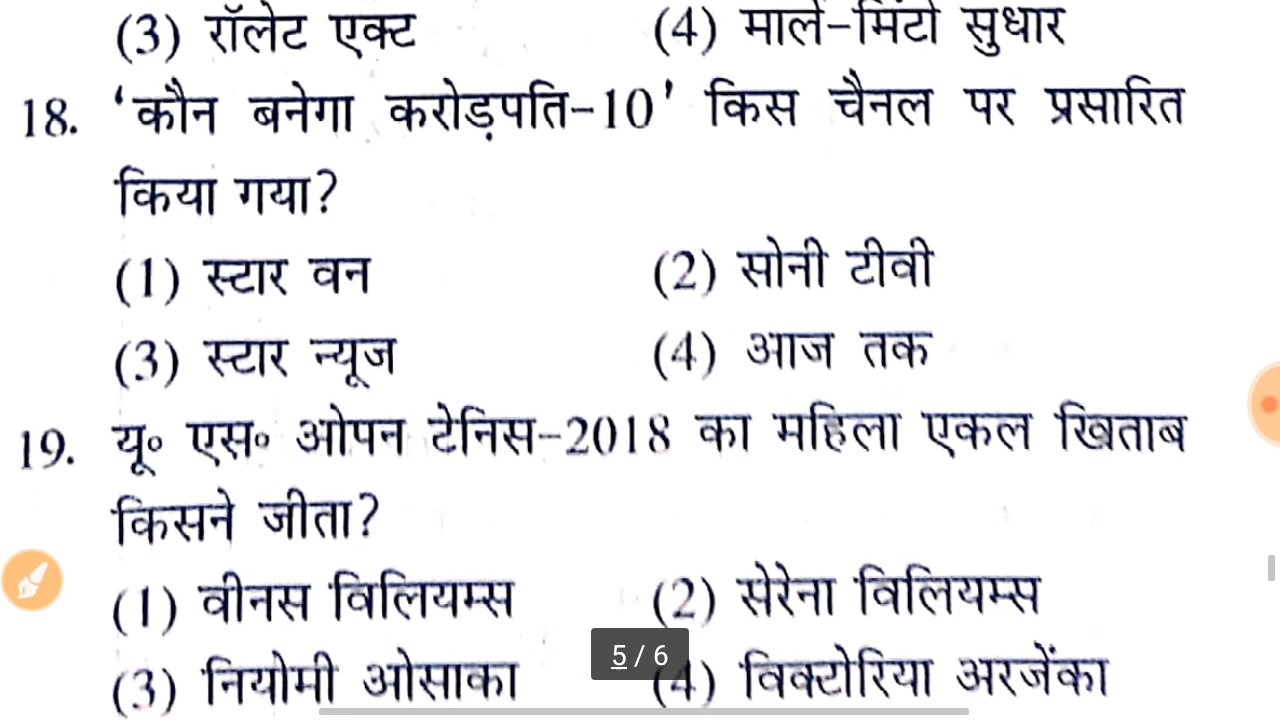 (3) रॉलेट एक्ट (4) मार्ले-मिंटो सुधार
18. ‘कौन बनेगा करोड़पति-10’ किस चैनल पर प्रसारित
किया गया?
(1) स्टार वन (2) सोनी टीवी
(3) स्टार न्यूज (4) आज तक
19. यू० एस० ओपन टेनिस-2018 का महिला एकल खिताब
किसने जीता?
(1) वीनस विलियम्स (2) सेरेना विलियम्स
(3) नियोमी ओसाका (4) विक्टोरिया अरजेंका
5 / 6